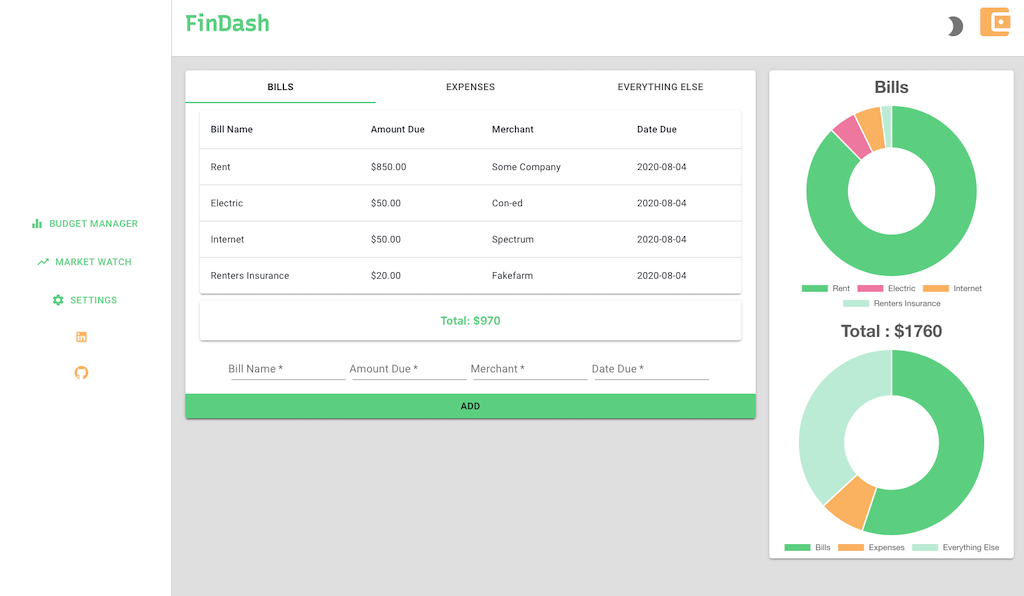 FinDash
BUDGET MANAGER
MARKET WATCH
SETTINGS
BILLS EXPENSES EVERYTHING ELSE
Bill Name Amount Due Merchant Date Due
Rent $850.00 Some Company 2020-08-04
Electric $50.00 Con-ed 2020-08-04
Internet $50.00 Spectrum 2020-08-04
Renters Insurance $20.00 Fakefarm 2020-08-04
Total: $970
Bill Name * Amount Due * Merchant * Date Due *
ADD
Bills
Rent Electric Internet
Renters Insurance
Total : $1760
Bills Expenses Everything Else